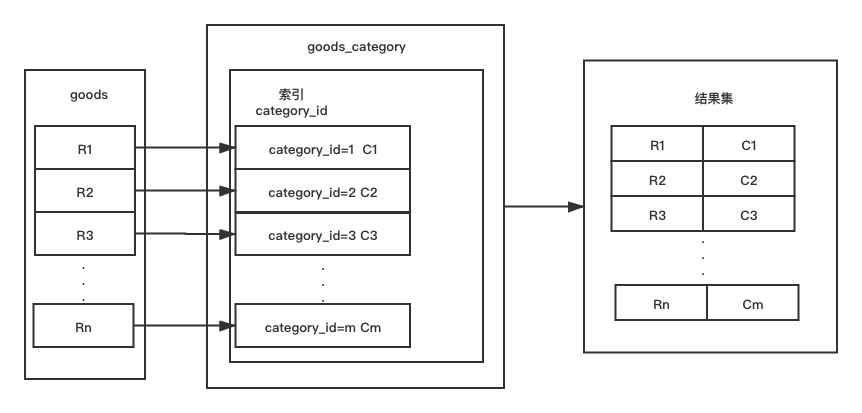 goods
R1
R2
R3
Rn
goods_category
索引
category_id
category_id=1 C1
category_id=2 C2
category_id=3 C3
category_id=m Cm
结果集
R1 C1
R2 C2
R3 C3
Rn Cm